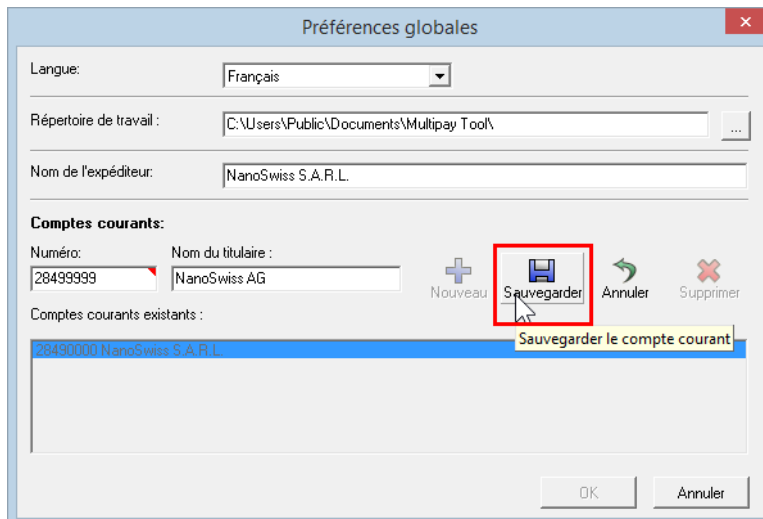 Préférences globales
Langue:
Français
Répertoire de travail :
C:\Users\Public\Documents\Multipay Tool\
...
Nom de l'expéditeur:
NanoSwiss S.A.R.L.
Comptes courants:
Numéro: Nom du titulaire :
28499999 NanoSwiss AG
Nouveau Sauvegarder Annuler Supprimer
Comptes courants existants :
Sauvegarder le compte courant
28490000 NanoSwiss S.A.R.L.
OK Annuler